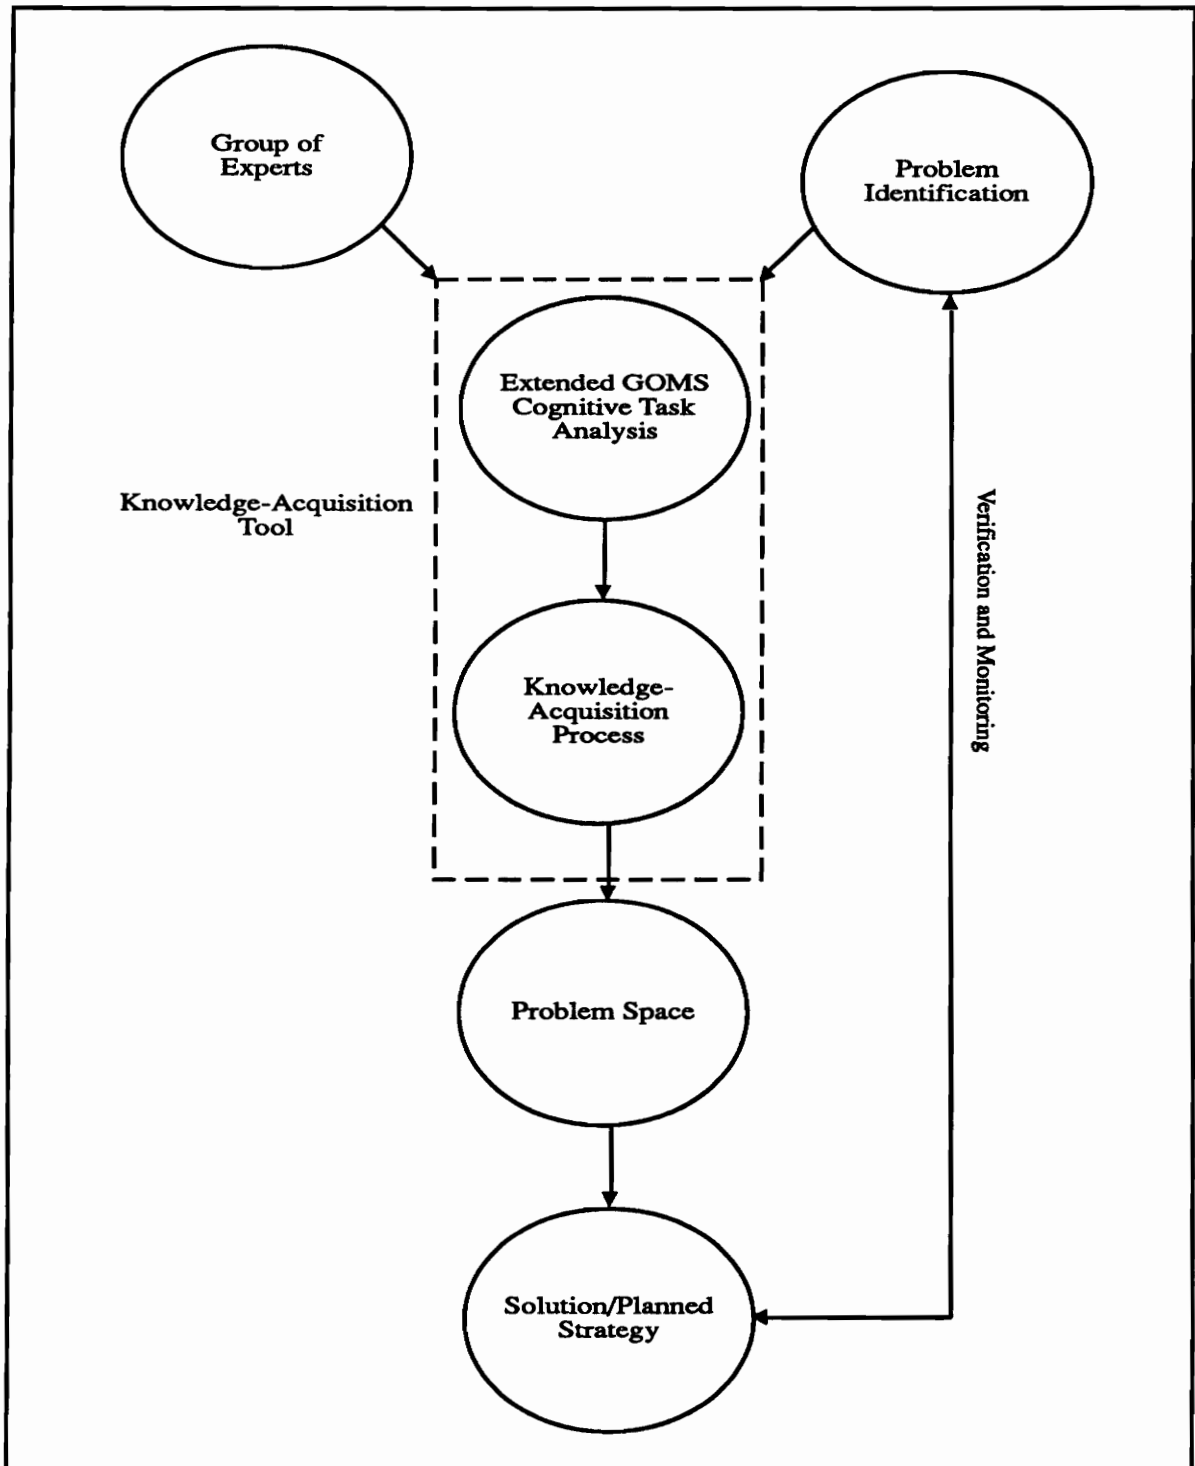 Group of
Experts
Problem
Identification
Extended GOMS
Cognitive Task
Analysis
Knowledge-Acquisition
Tool
Verification and Monitoring
Knowledge-
Acquisition
Process
Problem Space
Solution/Planned
Strategy